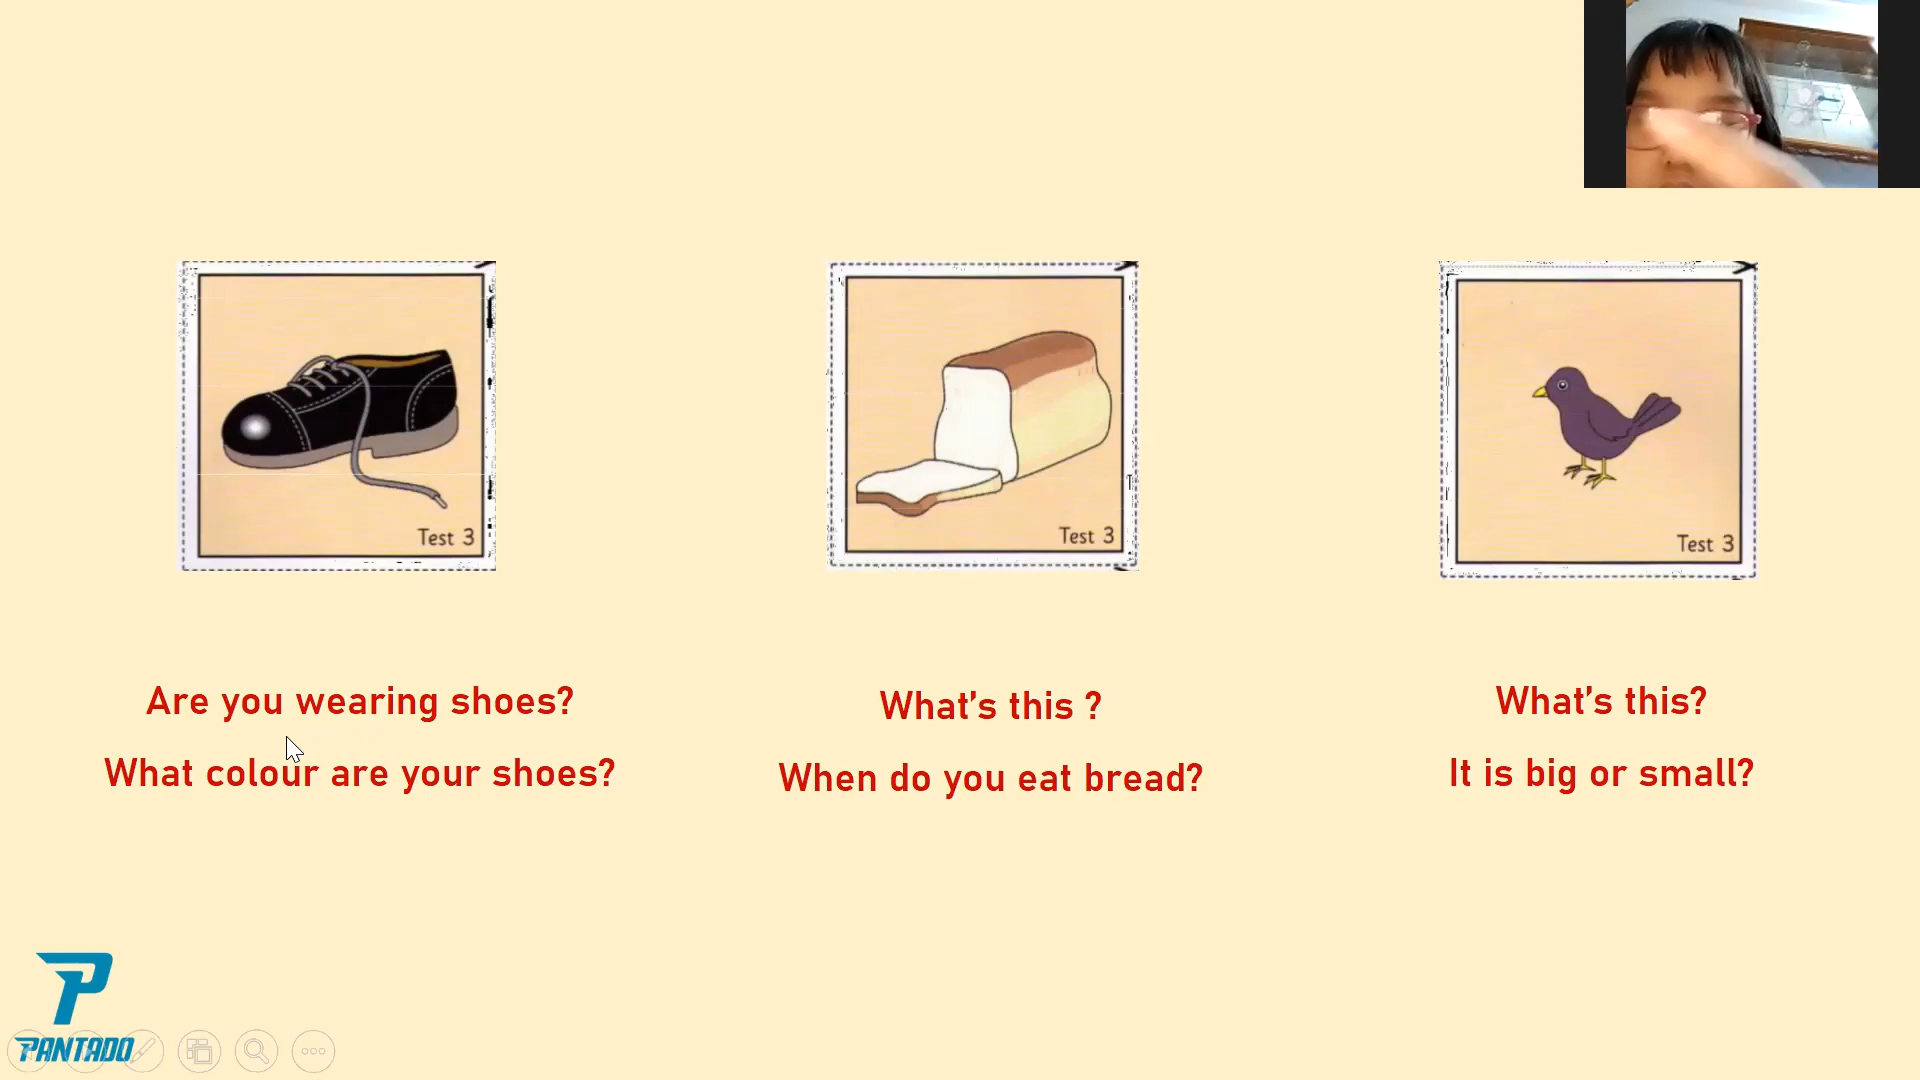 Test 3
Test 3
Test 3
Are you wearing shoes?
What colour are your shoes?
What's this ?
When do you eat bread?
What's this?
It is big or small?
PANTADO